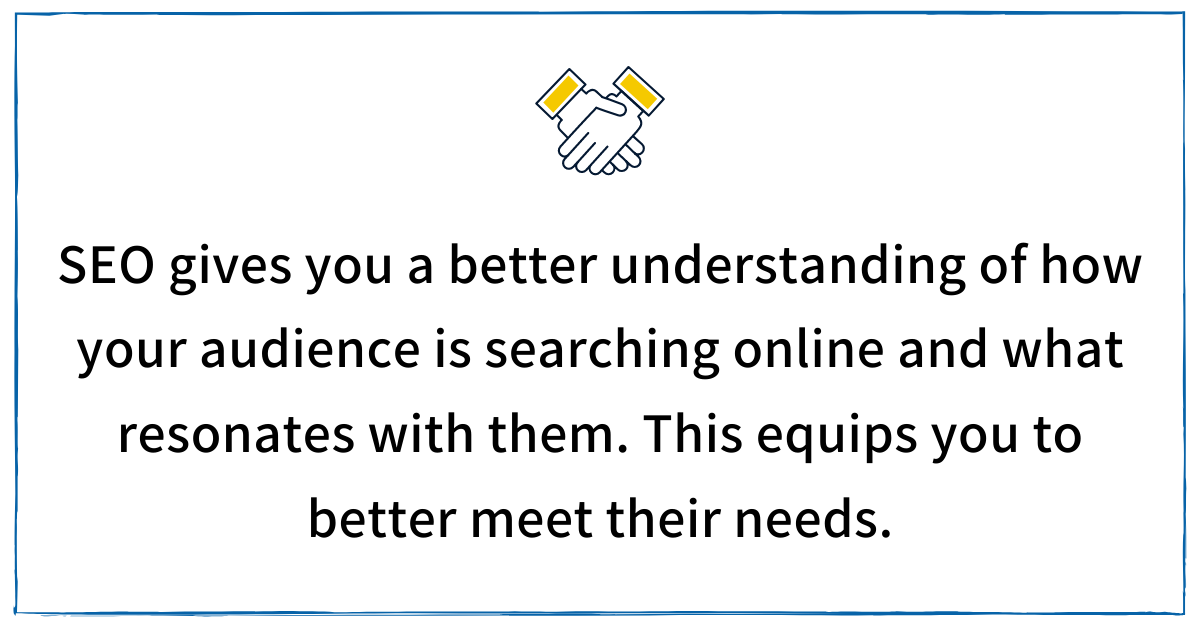 SEO gives you a better understanding of how
your audience is searching online and what
resonates with them. This equips you to
better meet their needs.